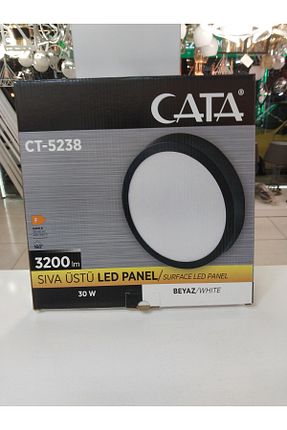 CATA®
CT-5238
3200 lm
SIVA ÜSTÜ LED PANEL / SURFACE LED PANEL
30 W
BEYAZ/WHITE